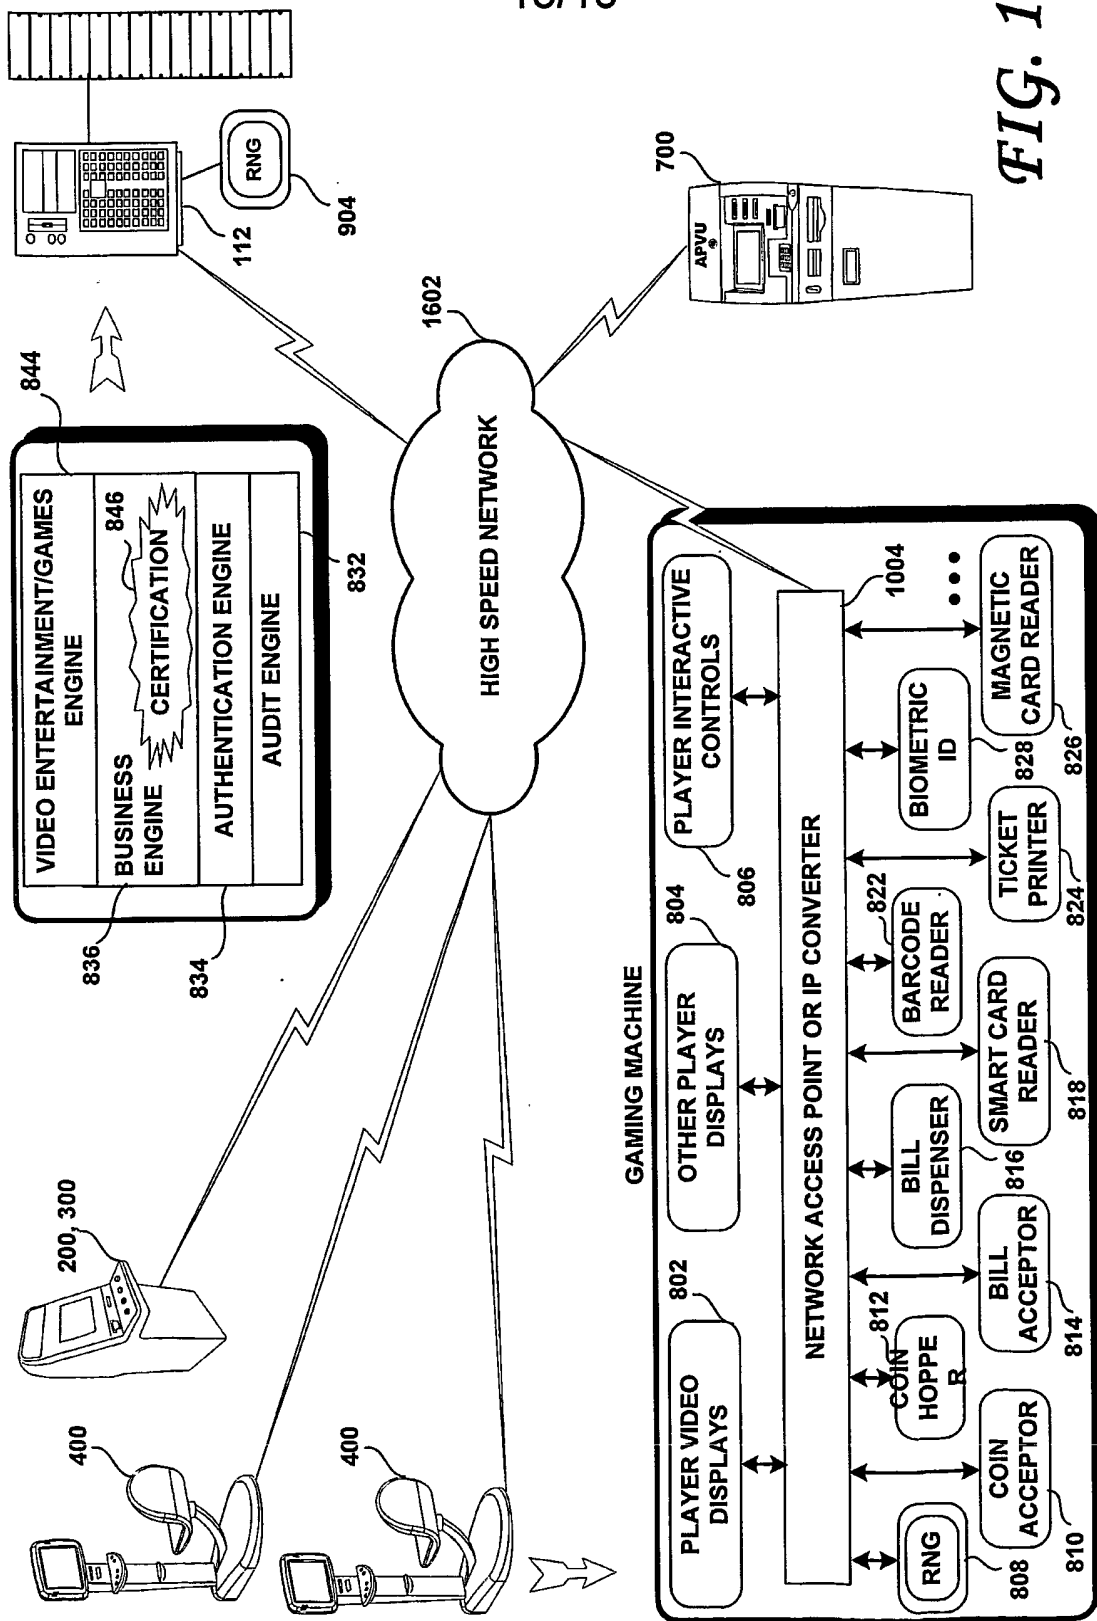 VIDEO ENTERTAINMENT/GAMES
ENGINE
844
BUSINESS
ENGINE
846
CERTIFICATION
836
AUTHENTICATION ENGINE
834
AUDIT ENGINE
832
112
RNG
904
200, 300
400
400
HIGH SPEED NETWORK
1602
APVU
700
GAMING MACHINE
PLAYER VIDEO
DISPLAYS
802
OTHER PLAYER
DISPLAYS
804
PLAYER INTERACTIVE
CONTROLS
806
NETWORK ACCESS POINT OR IP CONVERTER
1004
RNG
808
COIN
ACCEPTOR
810
COIN
HOPPE
R
812
BILL
ACCEPTOR
814
BILL
DISPENSER
816
SMART CARD
READER
818
BARCODE
READER
822
TICKET
PRINTER
824
BIOMETRIC
ID
828
MAGNETIC
CARD READER
826
FIG. 1